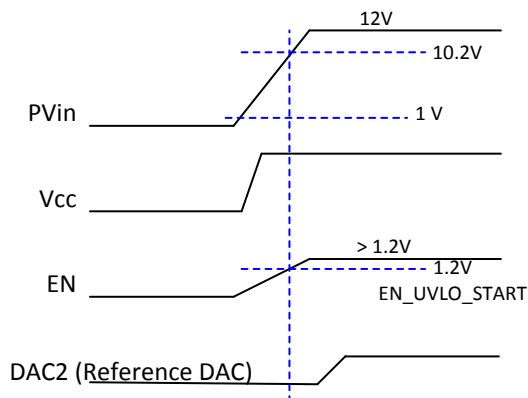 12V
10.2V
PVin
1 V
Vcc
> 1.2V
EN
1.2V
EN_UVLO_START
DAC2 (Reference DAC)